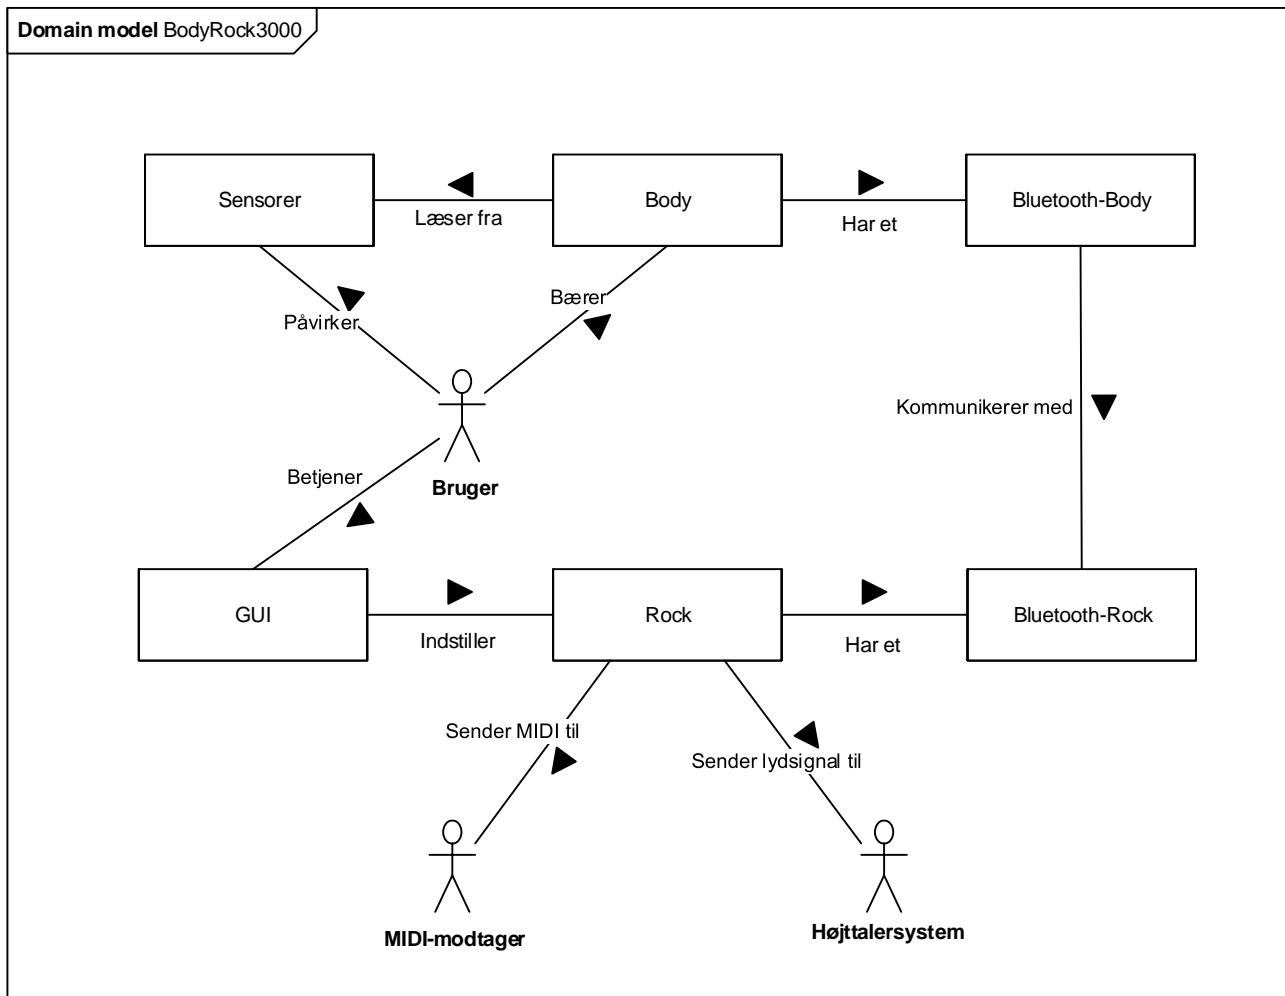 Domain model BodyRock3000
Sensorer
Body
Bluetooth-Body
Læser fra
Har et
Påvirker
Bærer
Kommunikerer med
Betjener
Bruger
GUI
Rock
Bluetooth-Rock
Indstiller
Har et
Sender MIDI til
Sender lydsignal til
MIDI-modtager
Højttalersystem